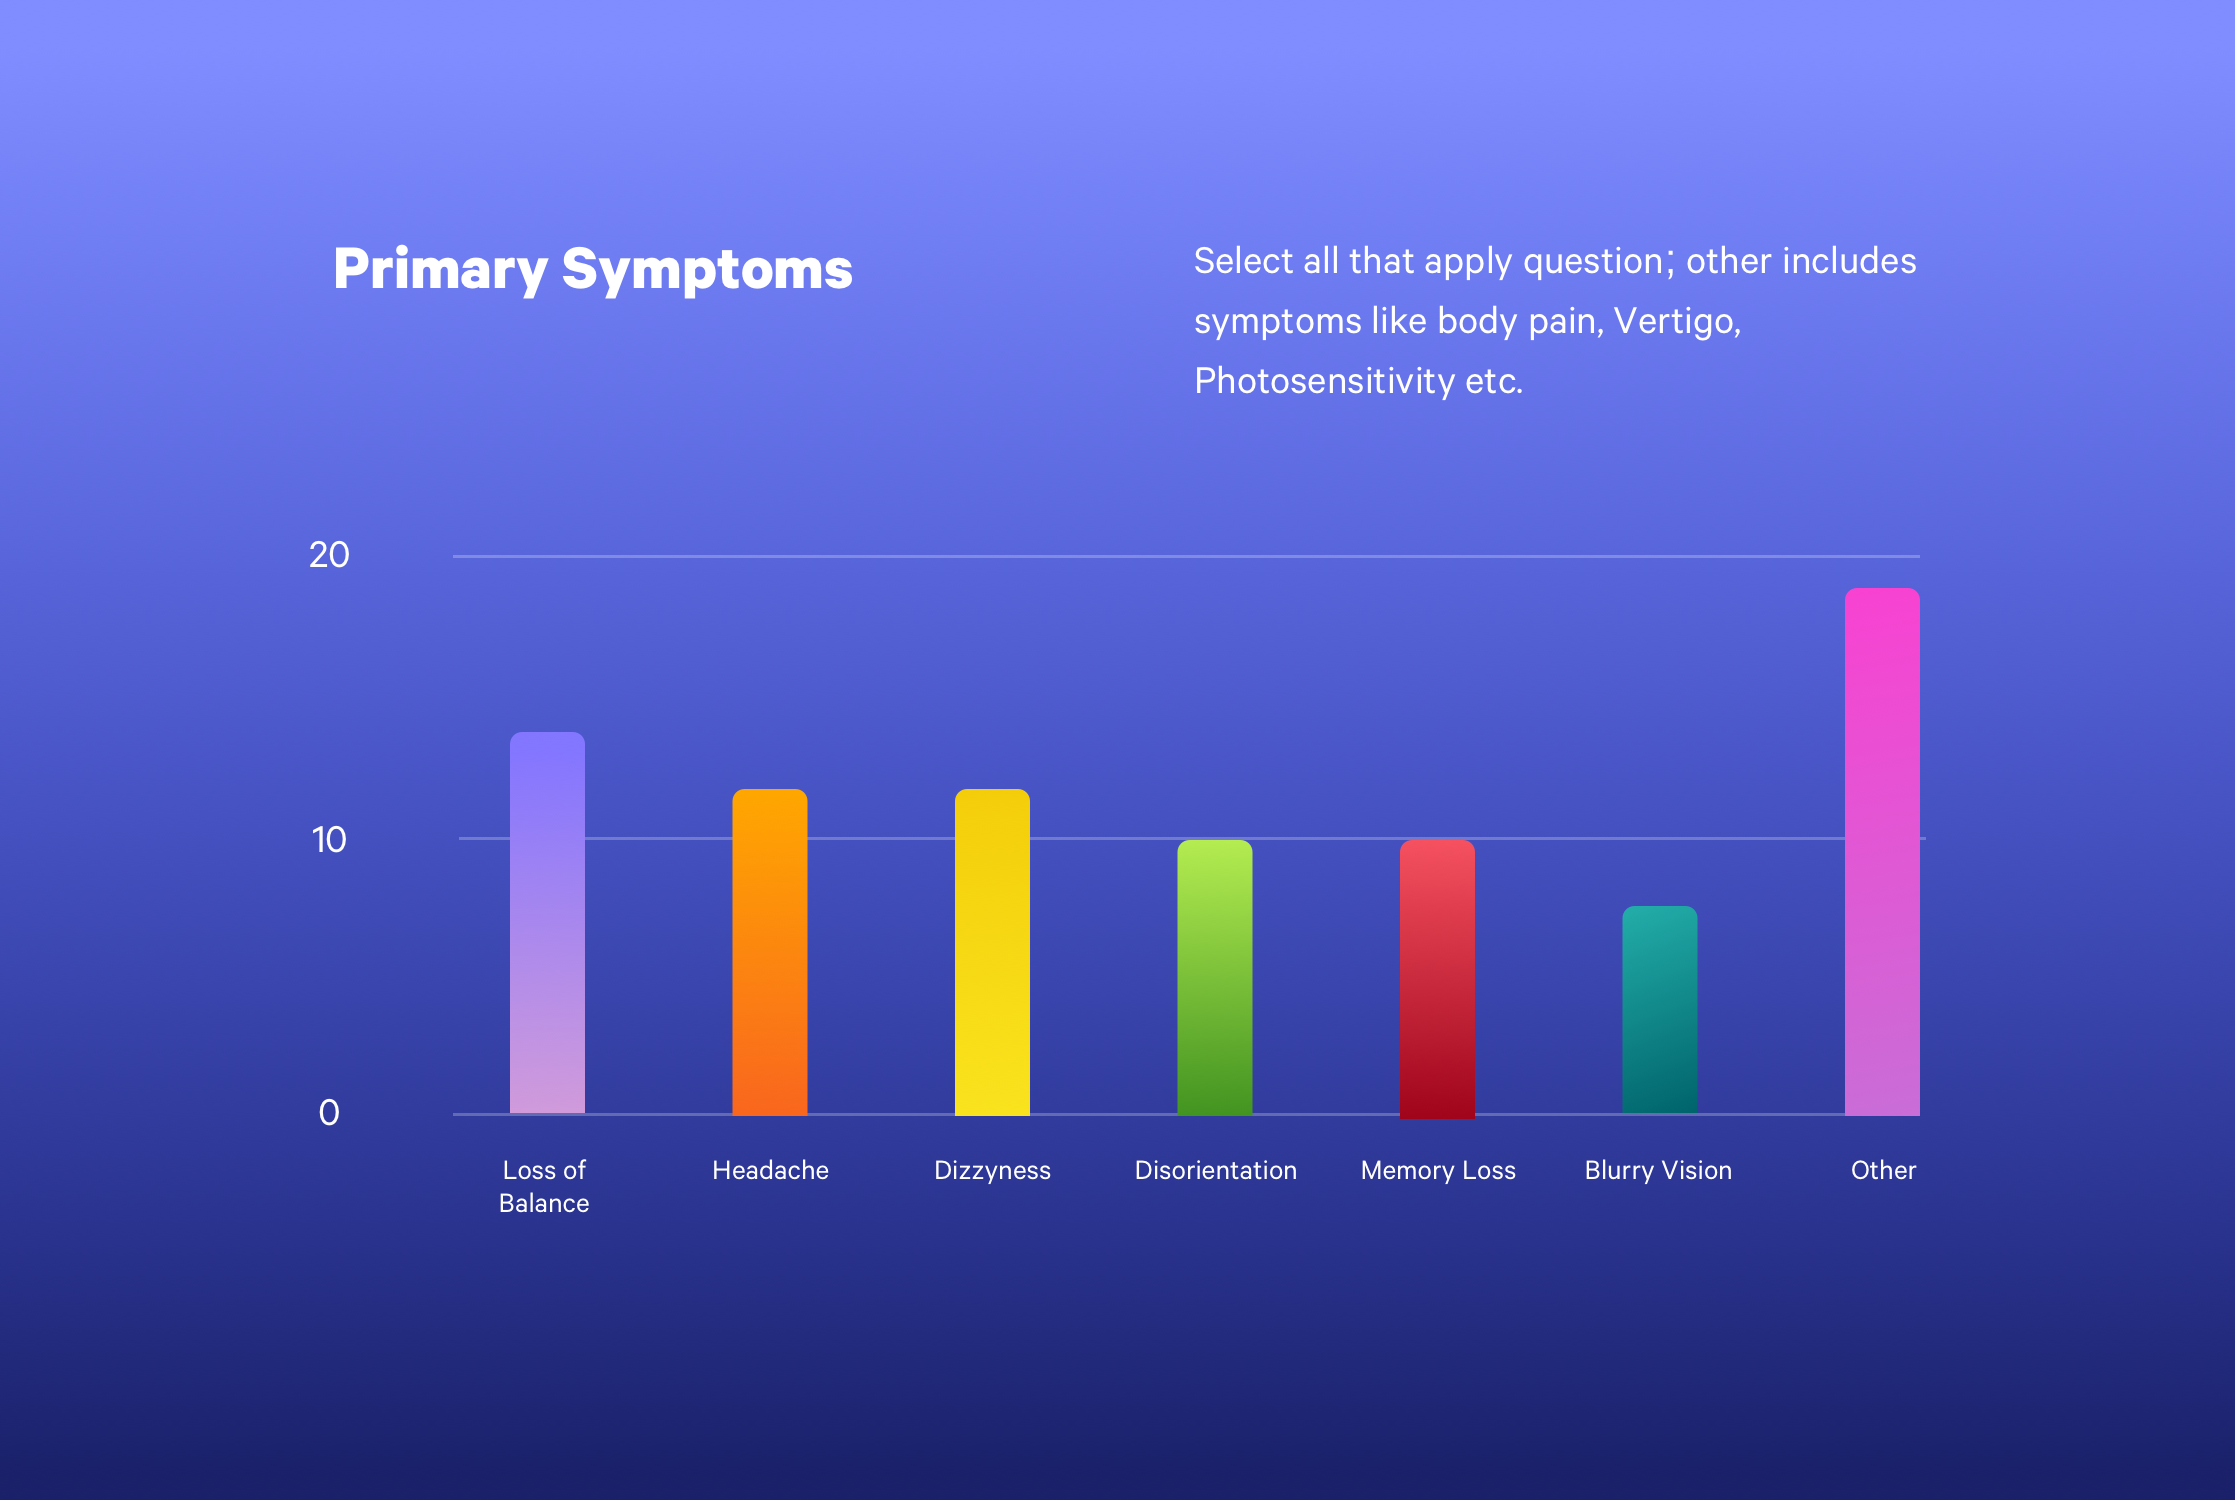 Primary Symptoms
Select all that apply question; other includes
symptoms like body pain, Vertigo,
Photosensitivity etc.
20
10
0
Loss of
Balance
Headache
Dizzyness
Disorientation
Memory Loss
Blurry Vision
Other